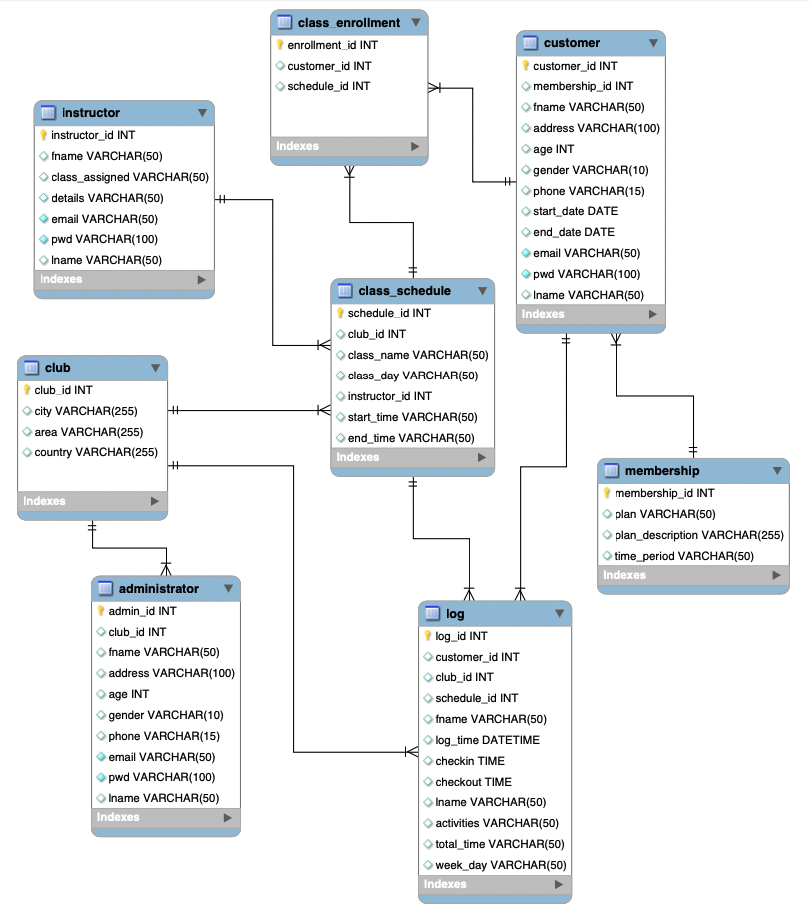 class_enrollment
enrollment_id INT
customer_id INT
schedule_id INT
Indexes
customer
customer_id INT
membership_id INT
fname VARCHAR(50)
address VARCHAR(100)
age INT
gender VARCHAR(10)
phone VARCHAR(15)
start_date DATE
end_date DATE
email VARCHAR(50)
pwd VARCHAR(100)
lname VARCHAR(50)
Indexes
instructor
instructor_id INT
fname VARCHAR(50)
class_assigned VARCHAR(50)
details VARCHAR(50)
email VARCHAR(50)
pwd VARCHAR(100)
lname VARCHAR(50)
Indexes
class_schedule
schedule_id INT
club_id INT
class_name VARCHAR(50)
class_day VARCHAR(50)
instructor_id INT
start_time VARCHAR(50)
end_time VARCHAR(50)
Indexes
club
club_id INT
city VARCHAR(255)
area VARCHAR(255)
country VARCHAR(255)
Indexes
membership
membership_id INT
plan VARCHAR(50)
plan_description VARCHAR(255)
time_period VARCHAR(50)
Indexes
administrator
admin_id INT
club_id INT
fname VARCHAR(50)
address VARCHAR(100)
age INT
gender VARCHAR(10)
phone VARCHAR(15)
email VARCHAR(50)
pwd VARCHAR(100)
lname VARCHAR(50)
Indexes
log
log_id INT
customer_id INT
club_id INT
schedule_id INT
fname VARCHAR(50)
log_time DATETIME
checkin TIME
checkout TIME
lname VARCHAR(50)
activities VARCHAR(50)
total_time VARCHAR(50)
week_day VARCHAR(50)
Indexes